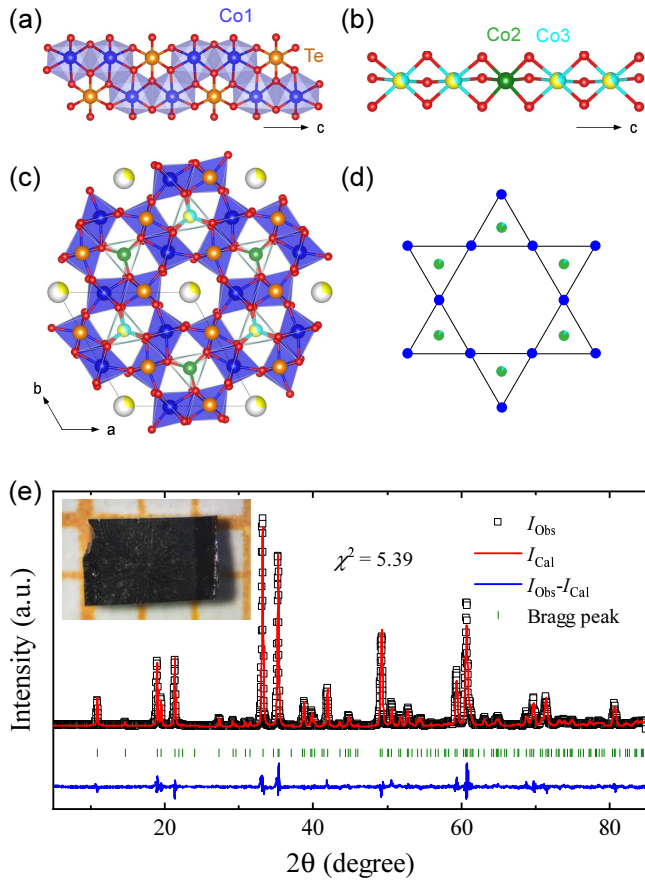 (a)
Co1
Te
c
(b)
Co2 Co3
c
(c)
b
a
(d)
(e)
χ² = 5.39
I_Obs
I_Cal
I_Obs-I_Cal
Bragg peak
Intensity (a.u.)
20 40 60 80
2θ (degree)